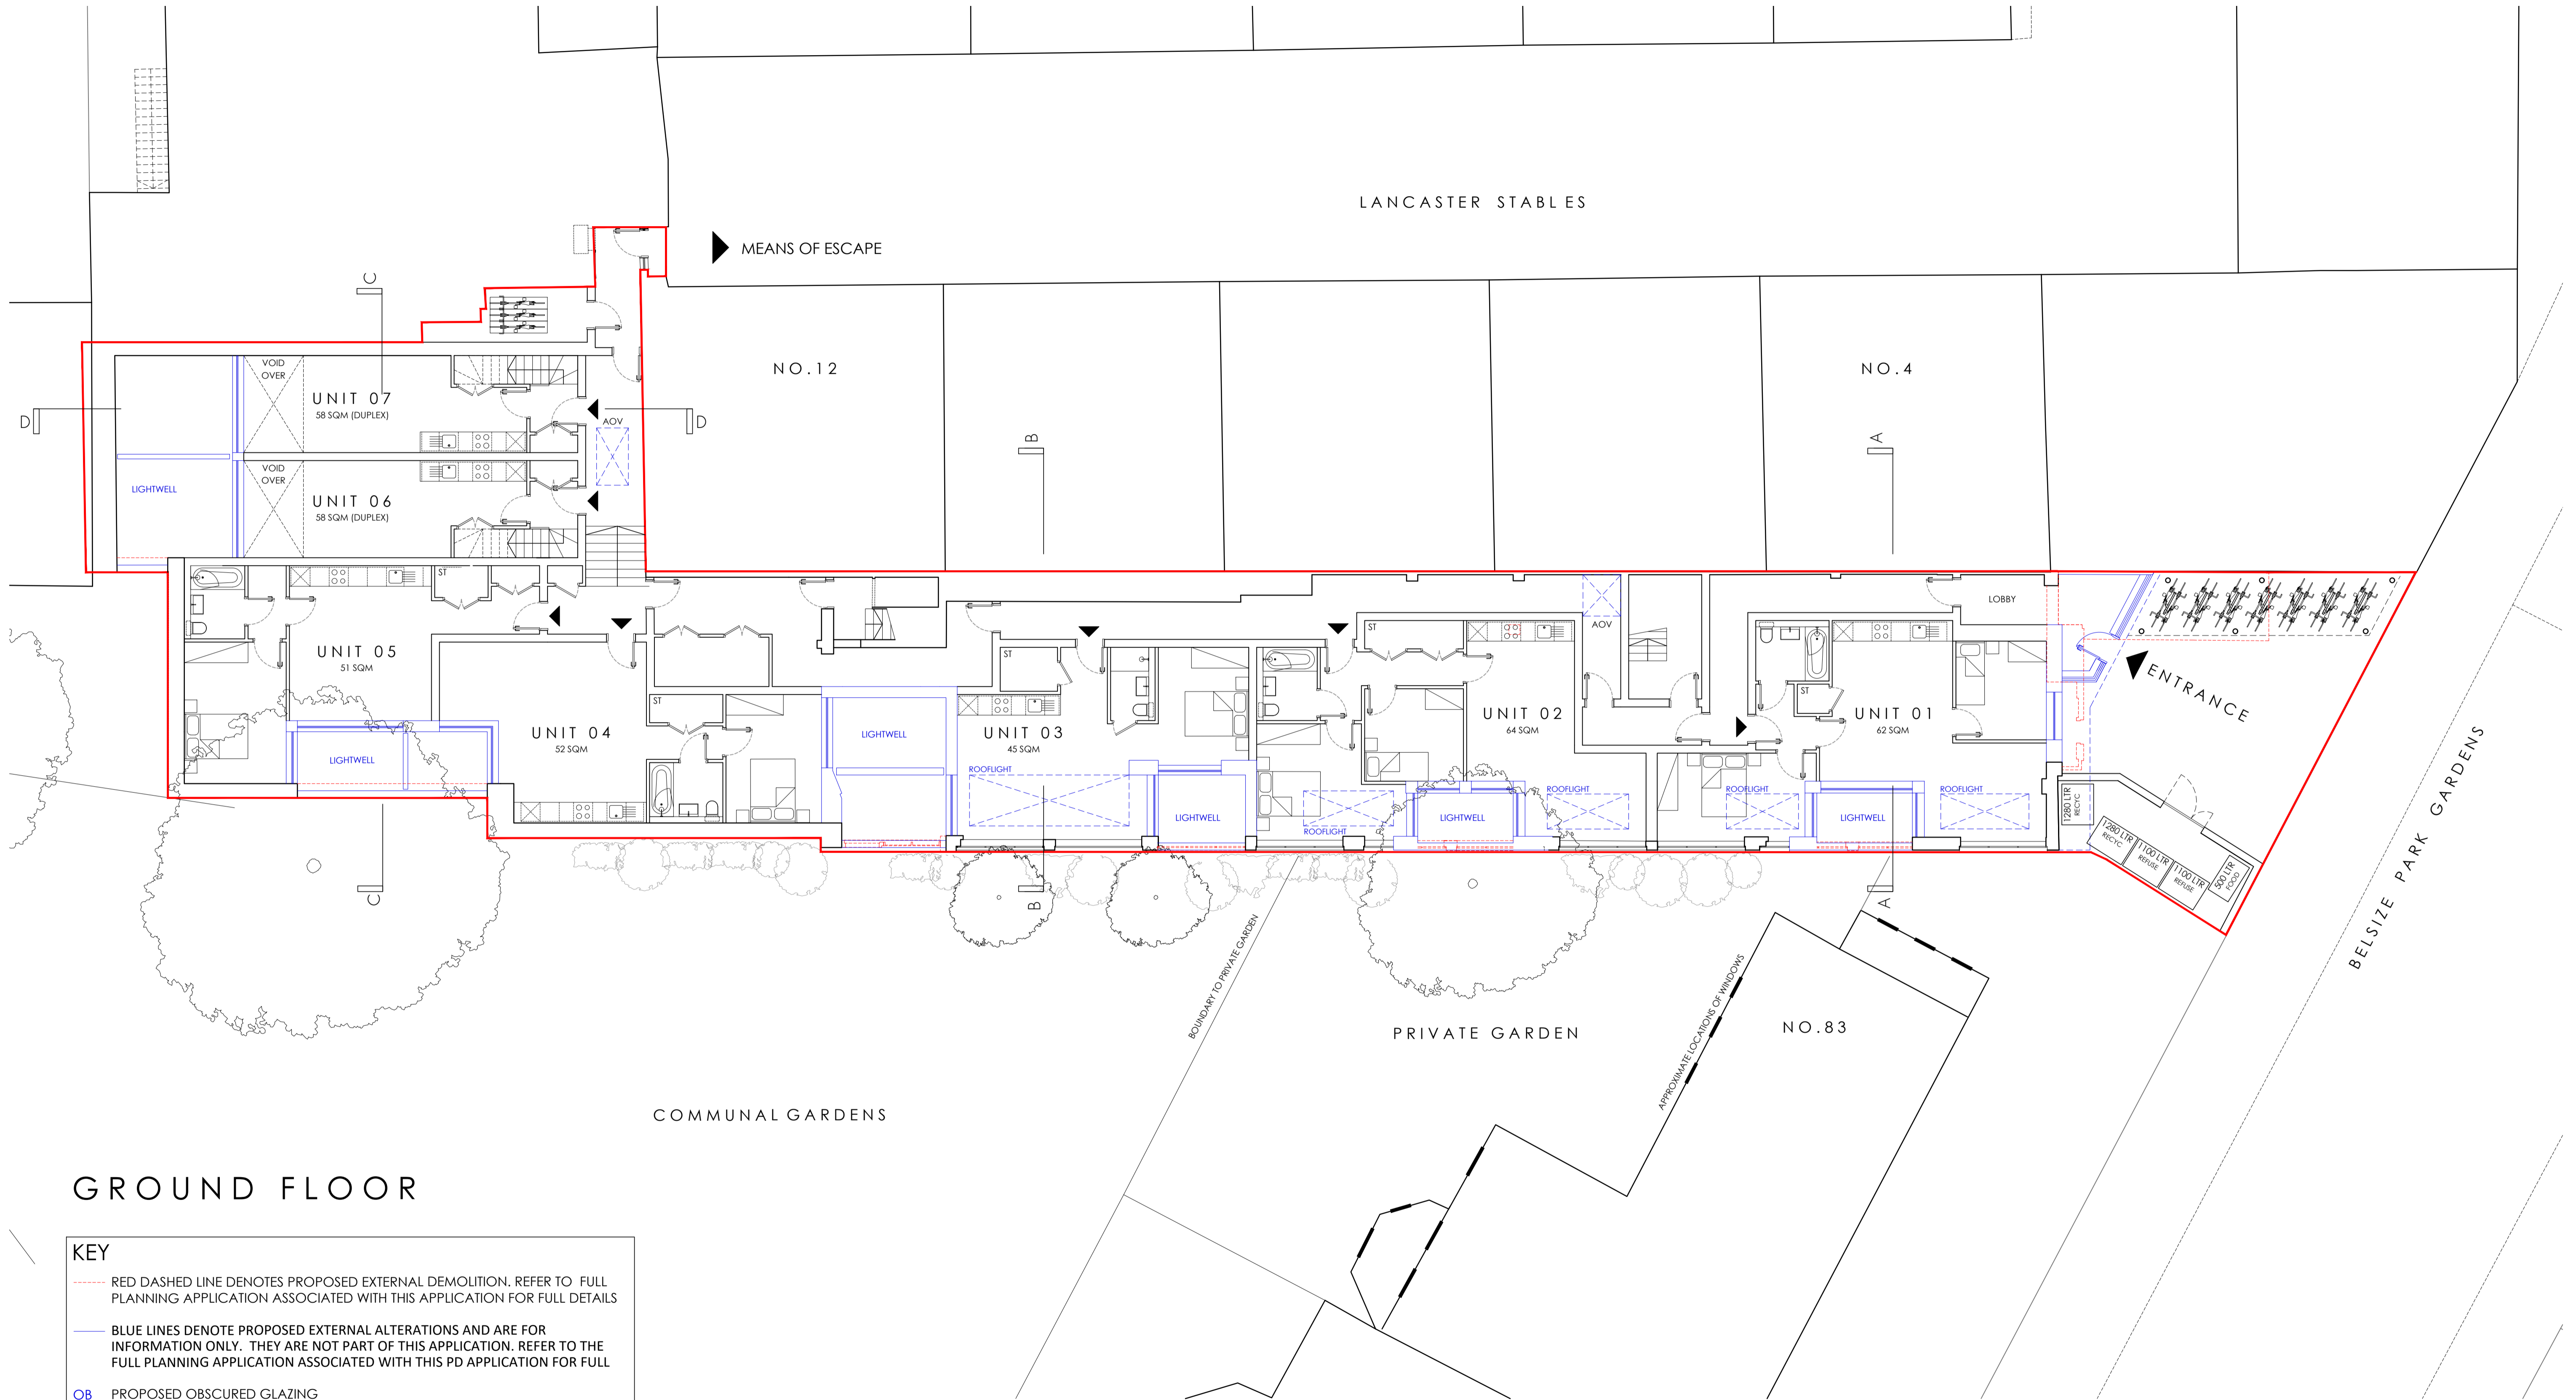 LANCASTER STABLES
MEANS OF ESCAPE
C
NO.12
NO.4
VOID
OVER
UNIT 07
58 SQM (DUPLEX)
D
D
AOV
B
A
VOID
OVER
LIGHTWELL
UNIT 06
58 SQM (DUPLEX)
ST
LOBBY
AOV
ST
ST
UNIT 05
51 SQM
ENTRANCE
ST
ST
UNIT 04
52 SQM
LIGHTWELL
UNIT 03
45 SQM
UNIT 02
64 SQM
UNIT 01
62 SQM
LIGHTWELL
ROOFLIGHT
ROOFLIGHT
ROOFLIGHT
ROOFLIGHT
LIGHTWELL
LIGHTWELL
LIGHTWELL
ROOFLIGHT
1280 LTR
RECYC
1280 LTR
RECYC
1100 LTR
REFUSE
1100 LTR
REFUSE
500 LTR
FOOD
C
B
A
BELSIZE PARK GARDENS
BOUNDARY TO PRIVATE GARDEN
APPROXIMATE LOCATIONS OF WINDOWS
PRIVATE GARDEN
NO.83
COMMUNAL GARDENS
GROUND FLOOR
KEY
RED DASHED LINE DENOTES PROPOSED EXTERNAL DEMOLITION. REFER TO FULL
PLANNING APPLICATION ASSOCIATED WITH THIS APPLICATION FOR FULL DETAILS
BLUE LINES DENOTE PROPOSED EXTERNAL ALTERATIONS AND ARE FOR
INFORMATION ONLY. THEY ARE NOT PART OF THIS APPLICATION. REFER TO THE
FULL PLANNING APPLICATION ASSOCIATED WITH THIS PD APPLICATION FOR FULL
OB PROPOSED OBSCURED GLAZING